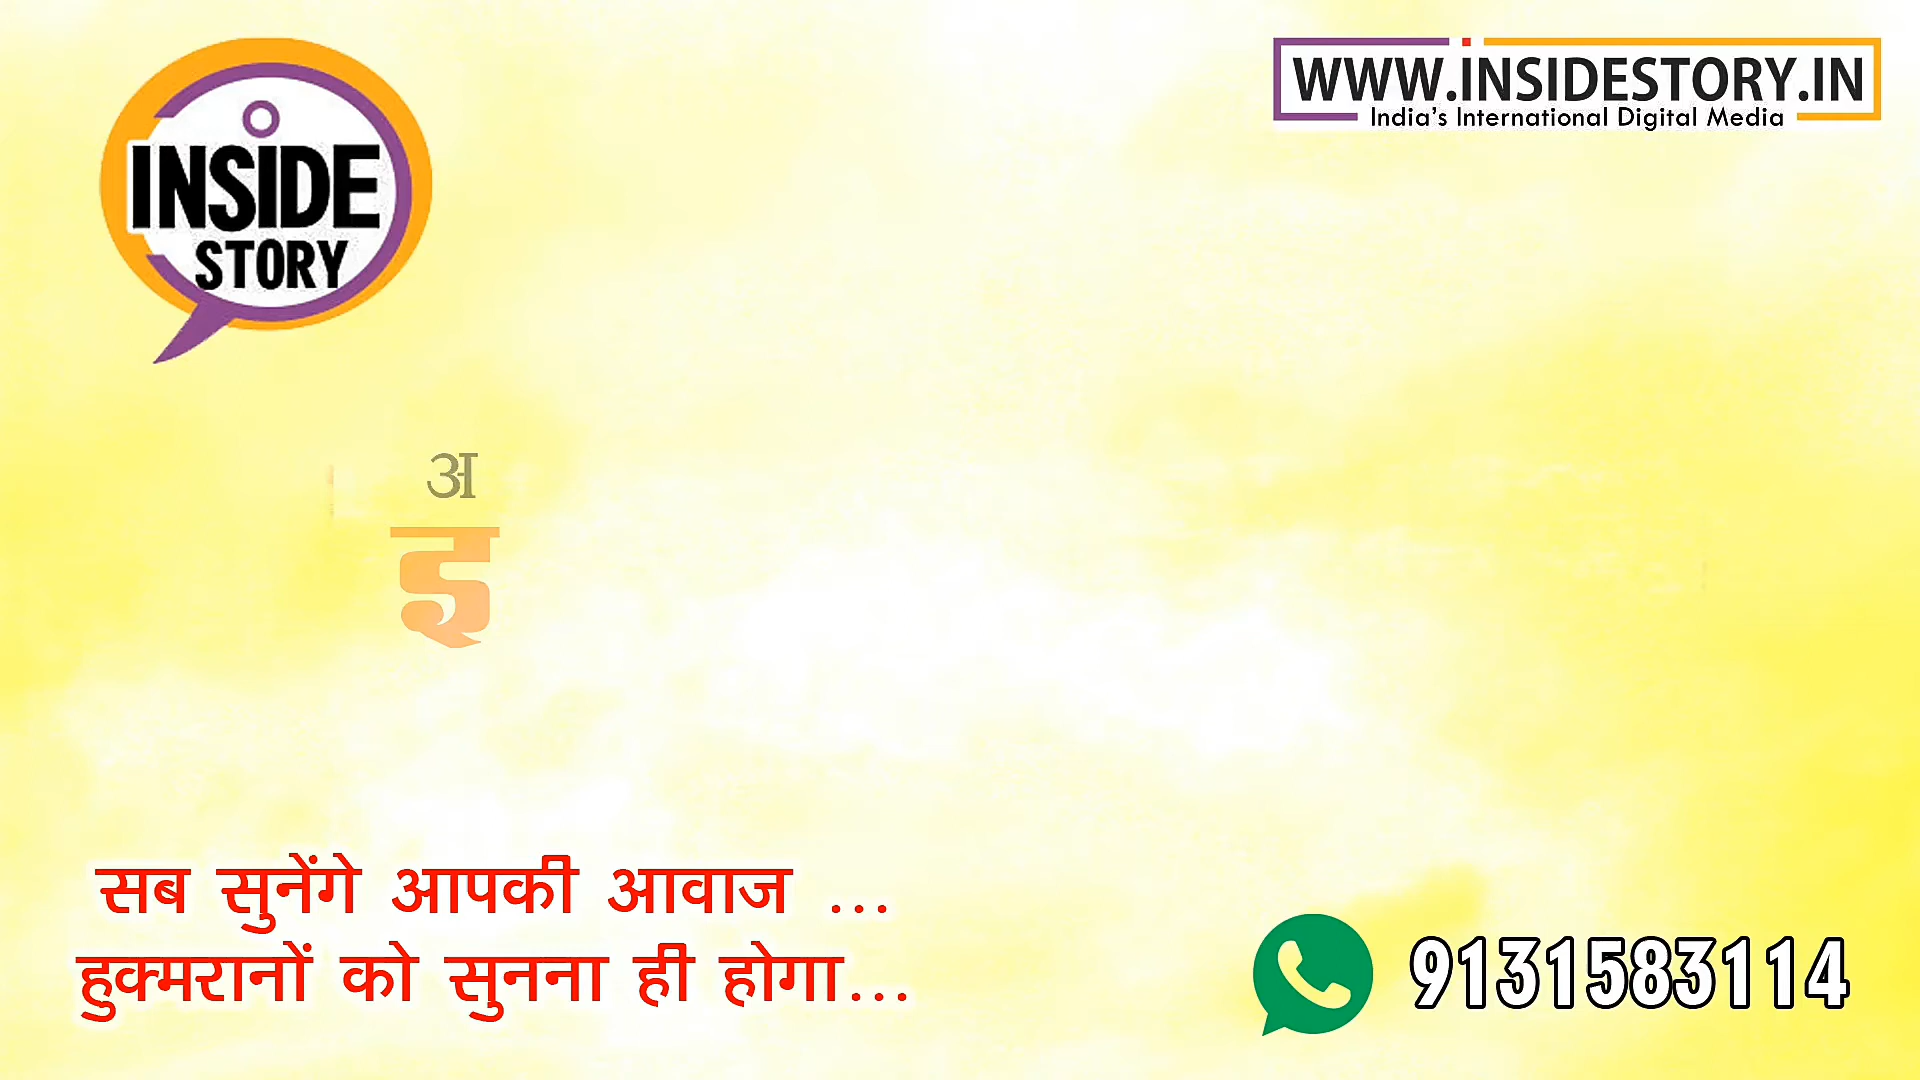 INSIDE
STORY
WWW.INSIDESTORY.IN
India's International Digital Media
अ
इ
सब सुनेंगे आपकी आवाज ...
हुक्मरानों को सुनना ही होगा...
9131583114